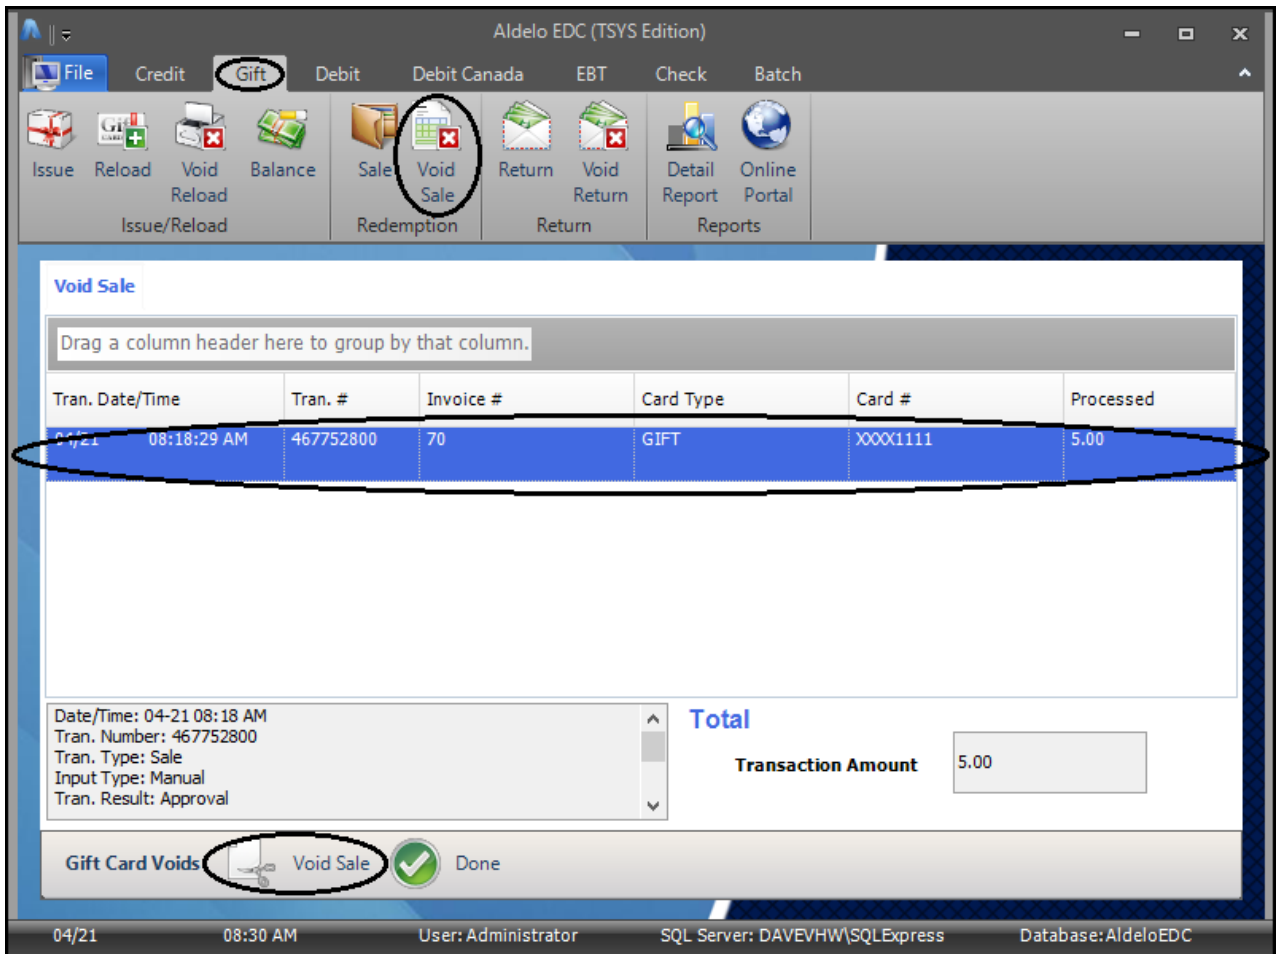 Aldelo EDC (TSYS Edition)
File Credit Gift Debit Debit Canada EBT Check Batch
Issue Reload Void Reload Balance Sale Void Sale Return Void Return Detail Report Online Portal
Issue/Reload Redemption Return Reports
Void Sale
Drag a column header here to group by that column.
Tran. Date/Time Tran. # Invoice # Card Type Card # Processed
04/21 08:18:29 AM 467752800 70 GIFT XXXX1111 5.00
Date/Time: 04-21 08:18 AM
Tran. Number: 467752800
Tran. Type: Sale
Input Type: Manual
Tran. Result: Approval
Total
Transaction Amount 5.00
Gift Card Voids Void Sale Done
04/21 08:30 AM User: Administrator SQL Server: DAVEVHW\SQLExpress Database: AldeloEDC